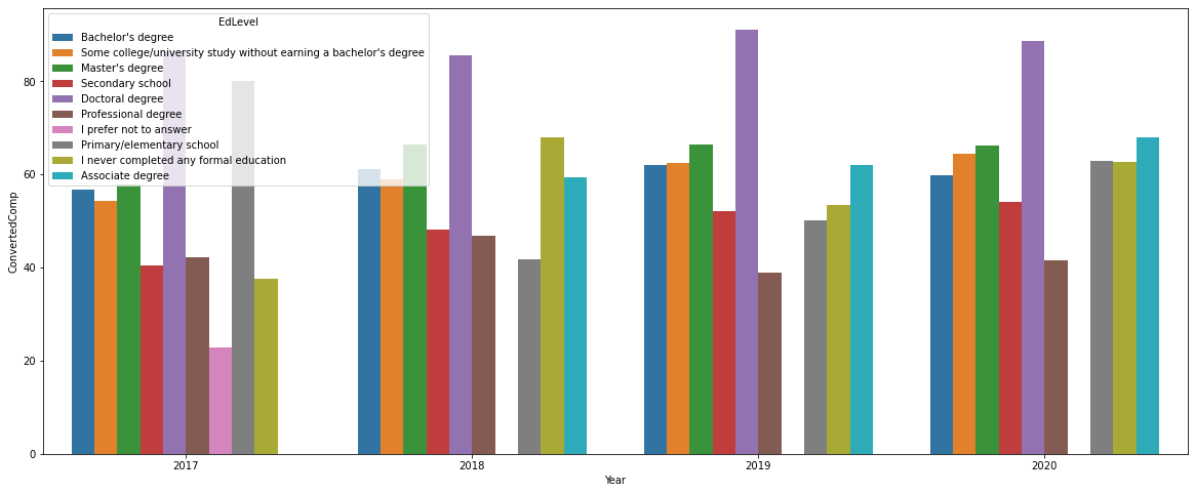 EdLevel
Bachelor's degree
Some college/university study without earning a bachelor's degree
Master's degree
Secondary school
Doctoral degree
Professional degree
I prefer not to answer
Primary/elementary school
I never completed any formal education
Associate degree
80
60
40
20
0
ConvertedComp
2017 2018 2019 2020
Year